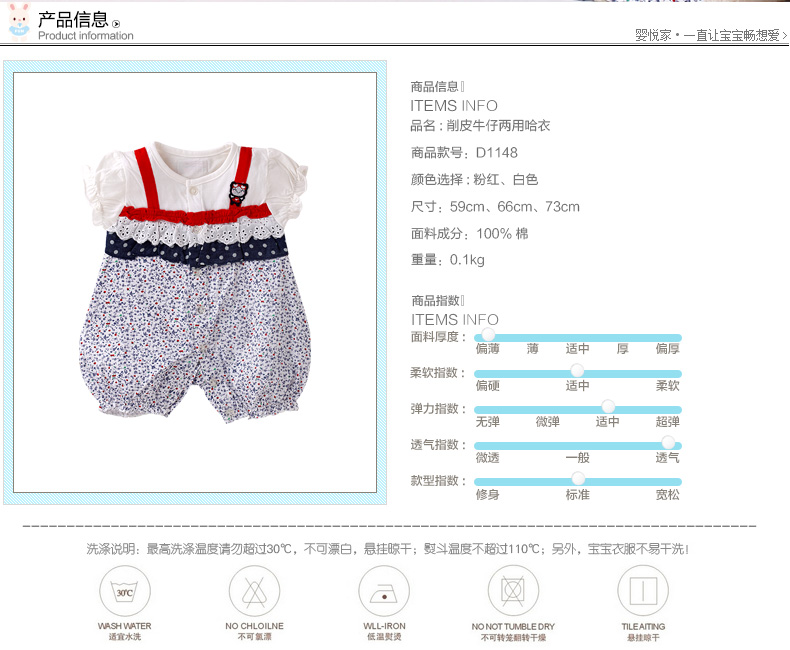 产品信息
Product information
婴悦家·一直让宝宝畅想爱>
商品信息
ITEMS INFO
品名：削皮牛仔两用哈衣
商品款号：D1148
颜色选择：粉红、白色
尺寸：59cm、66cm、73cm
面料成分：100% 棉
重量：0.1kg
商品指数
ITEMS INFO
面料厚度：
偏薄 薄 适中 厚 偏厚
柔软指数：
偏硬 适中 柔软
弹力指数：
无弹 微弹 适中 超弹
透气指数：
微透 一般 透气
款型指数：
修身 标准 宽松
洗涤说明：最高洗涤温度请勿超过30℃，不可漂白，悬挂晾干；熨斗温度不超过110℃；另外，宝宝衣服不易干洗！
30℃
WASH WATER
适宜水洗
NO CHLOILNE
不可氯漂
WLL-IRON
低温熨烫
NO NOT TUMBLE DRY
不可转笼翻转干燥
TILE AITING
悬挂晾干